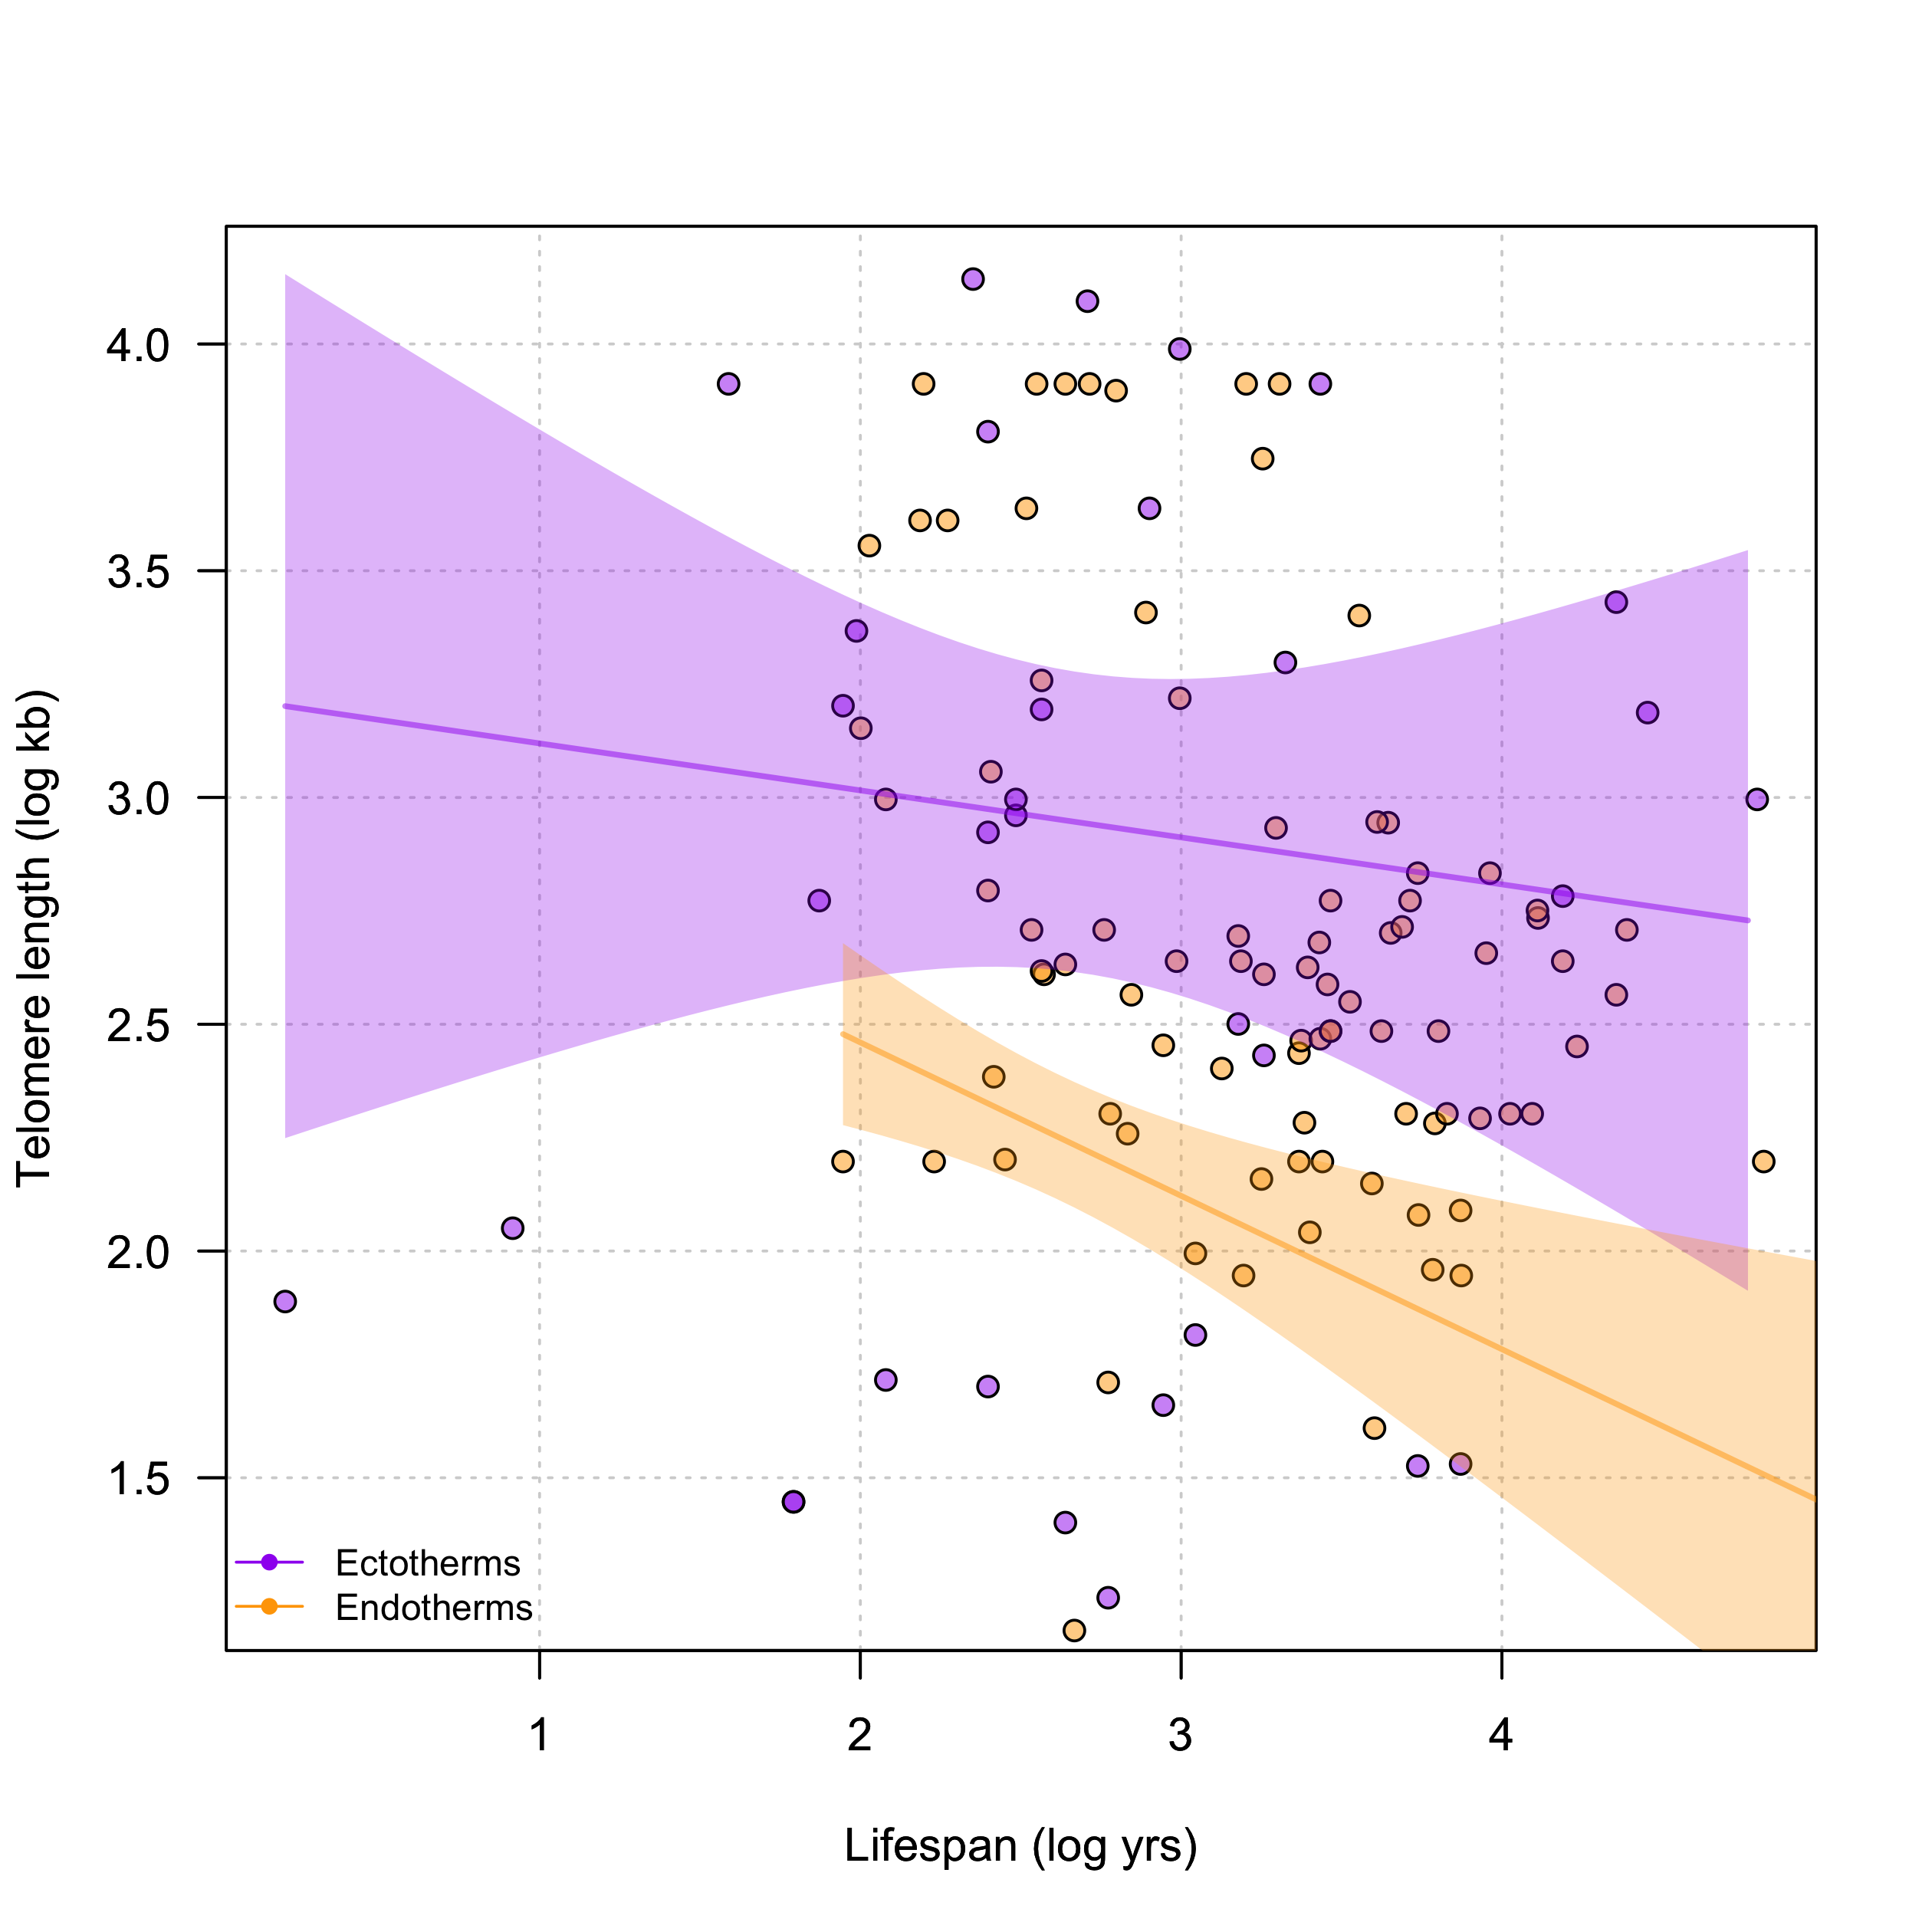 4.0
3.5
3.0
2.5
2.0
1.5
Telomere length (log kb)
Ectotherms
Endotherms
1 2 3 4
Lifespan (log yrs)